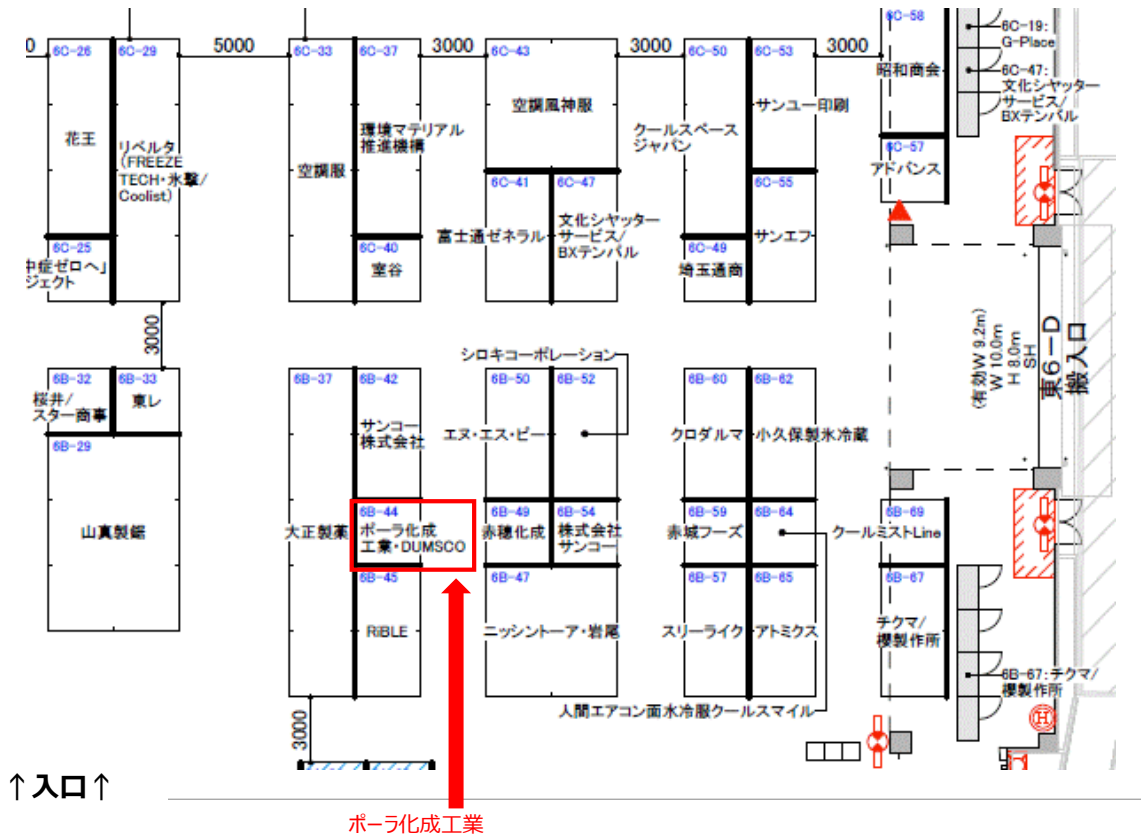 0
6C-26
花王
6C-25
中症ゼロへ」
ジェクト
6C-29
リベルタ
(FREEZE
TECH・氷撃/
Coolist)
5000
6C-33
空調服
6C-37
環境マテリアル
推進機構
6C-40
室谷
3000
6C-43
空調風神服
6C-41
富士通ゼネラル
6C-47
文化シヤッター
サービス/
BXテンパル
3000
6C-50
クールスペース
ジャパン
6C-49
埼玉通商
6C-53
サンユー印刷
6C-55
サンエフ
3000
6C-58
昭和商会
6C-57
アドバンス
6C-19:
G-Place
6C-47:
文化シヤッター
サービス/
BXテンパル
3000
(有効W 9.2m)
W 10.0m
H 8.0m
SH
東6-D
搬入口
6B-32
桜井/
スター商事
6B-33
東レ
6B-29
山真製鋸
6B-37
大正製薬
6B-42
サンコー
株式会社
6B-44
ポーラ化成
工業・DUMSCO
6B-45
RiBLE
シロキコーポレーション
6B-50
エヌ・エス・ピー
6B-52
6B-49
赤穂化成
6B-54
株式会社
サンコー
6B-47
ニッシントーア・岩尾
6B-60
クロダルマ
6B-62
小久保製氷冷蔵
6B-59
赤城フーズ
6B-64
6B-57
スリーライク
6B-65
アトミクス
人間エアコン面水冷服クールスマイル
6B-69
クールミストLine
6B-67
チクマ/
櫻製作所
6B-67:チクマ/
櫻製作所
H
3000
↑入口↑
ポーラ化成工業